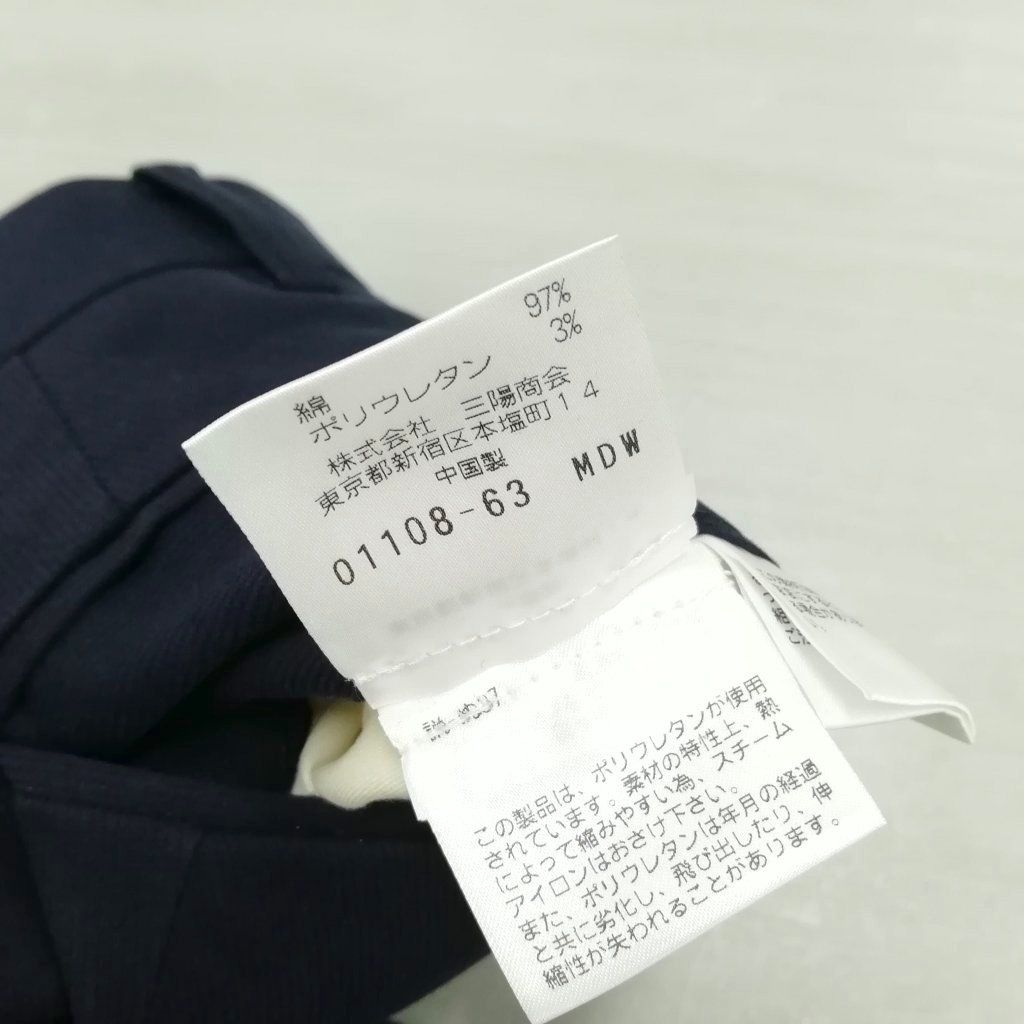 綿 97%
ポリウレタン 3%
株式会社 三陽商会
東京都新宿区本塩町14
中国製
01108-63 MDW
この製品は、ポリウレタンが使用
されています。素材の特性上、熱
によって縮みやすい為、スチーム
アイロンはおさけ下さい。
また、ポリウレタンは年月の経過
と共に劣化し、飛び出したり、伸
縮性が失われることがあります。